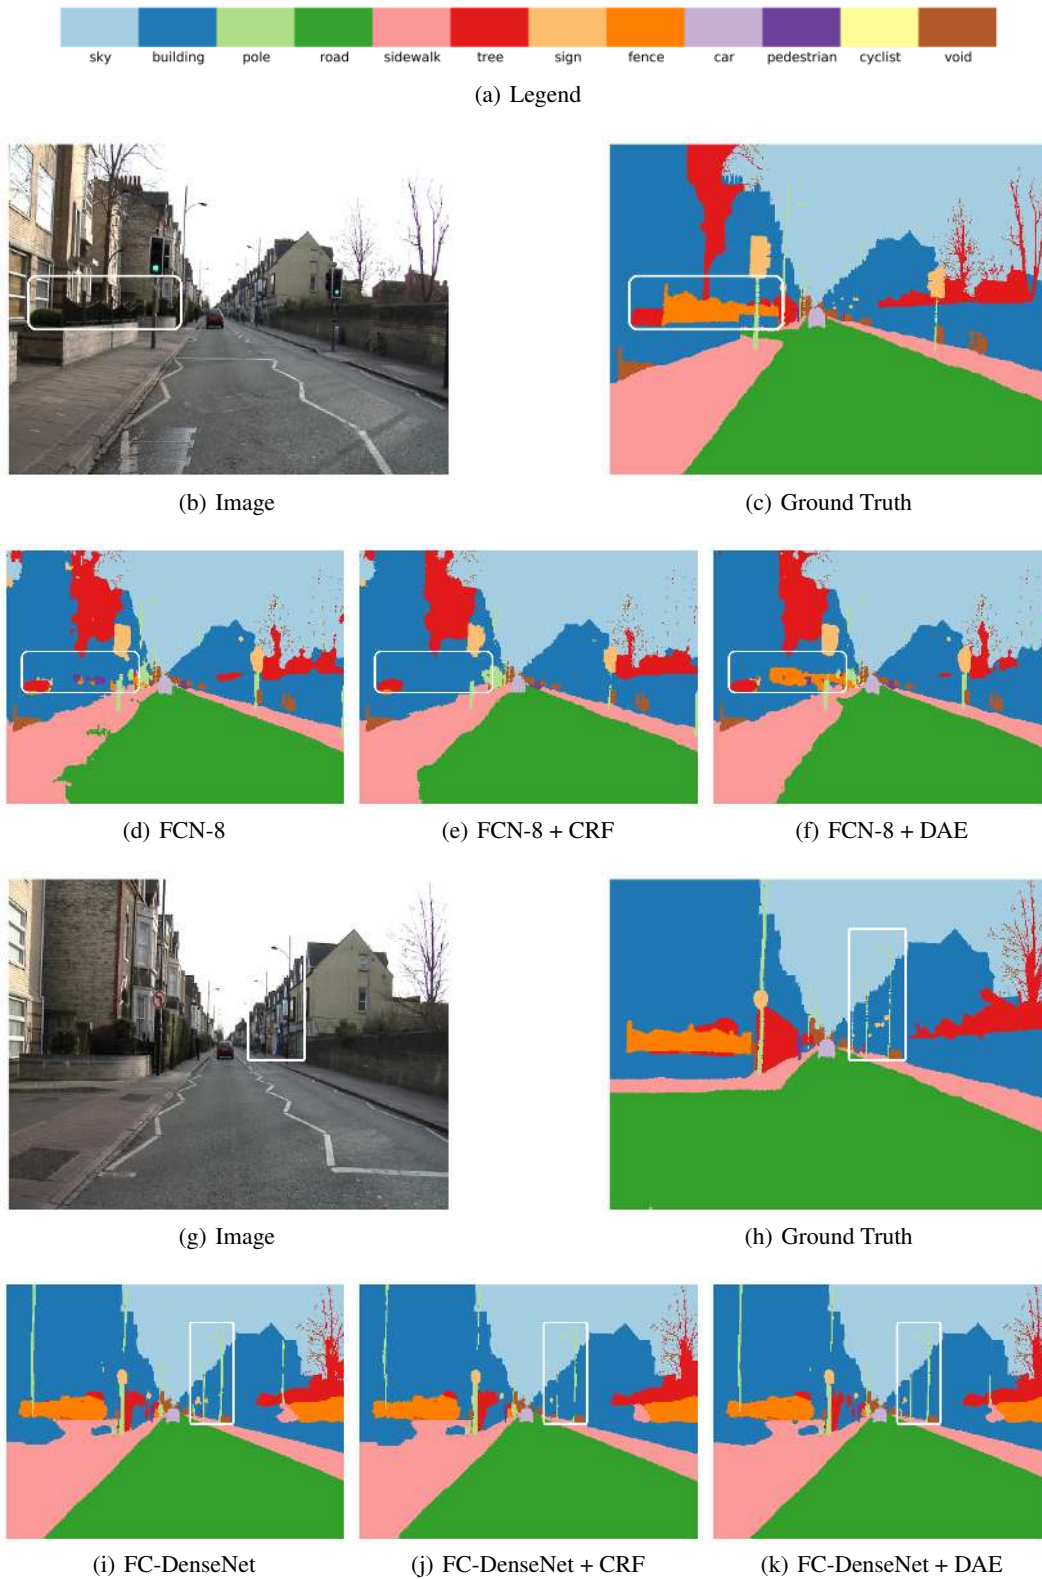 sky building pole road sidewalk tree sign fence car pedestrian cyclist void
(a) Legend
(b) Image
(c) Ground Truth
(d) FCN-8
(e) FCN-8 + CRF
(f) FCN-8 + DAE
(g) Image
(h) Ground Truth
(i) FC-DenseNet
(j) FC-DenseNet + CRF
(k) FC-DenseNet + DAE